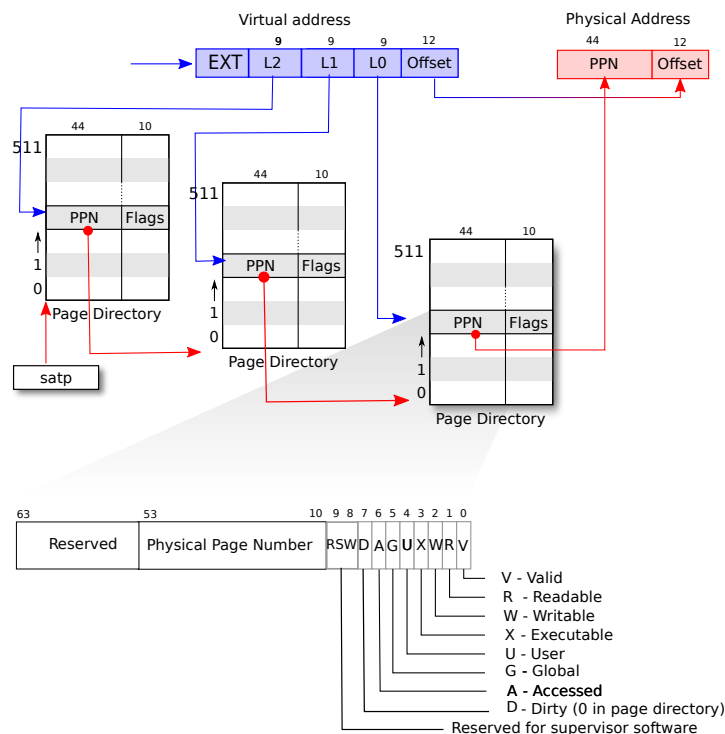 Virtual address
Physical Address
9 9 9 12
EXT L2 L1 L0 Offset
44 12
PPN Offset
44 10
511
PPN Flags
1
0
Page Directory
satp
44 10
511
PPN Flags
1
0
Page Directory
44 10
511
PPN Flags
1
0
Page Directory
63 53 10 9 8 7 6 5 4 3 2 1 0
Reserved Physical Page Number RSW D A G U X W R V
V - Valid
R - Readable
W - Writable
X - Executable
U - User
G - Global
A - Accessed
D - Dirty (0 in page directory)
Reserved for supervisor software